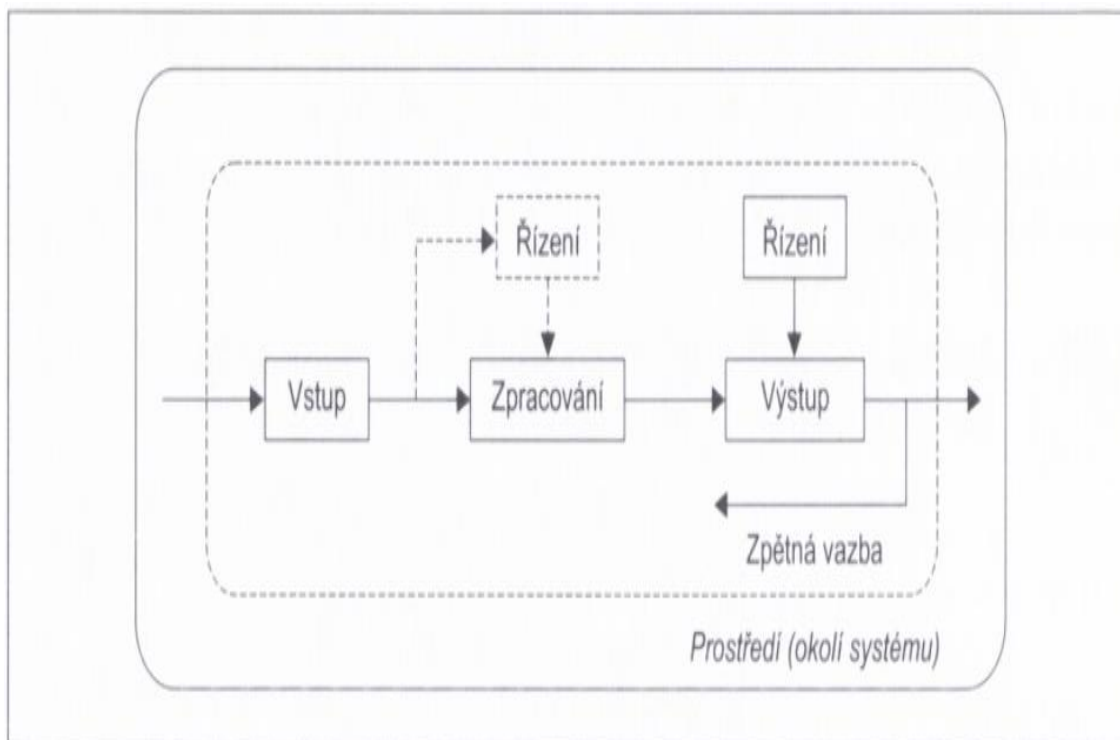 Řízení
Řízení
Vstup
Zpracování
Výstup
Zpětná vazba
Prostředí (okolí systému)